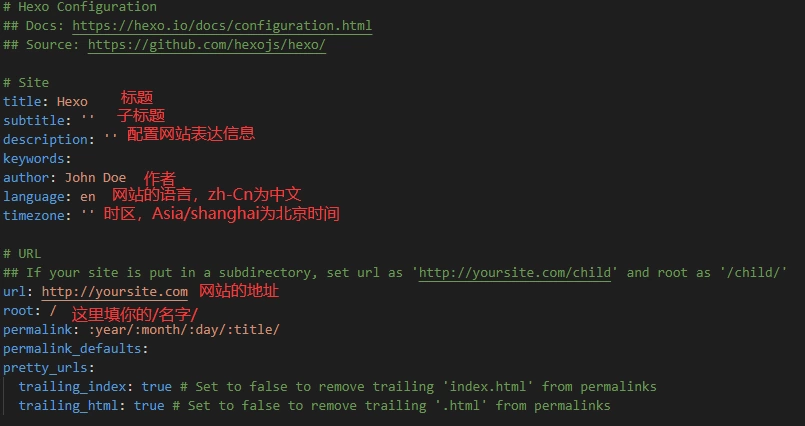 # Hexo Configuration
## Docs: https://hexo.io/docs/configuration.html
## Source: https://github.com/hexojs/hexo/
# Site
title: Hexo 标题
subtitle: '' 子标题
description: '' 配置网站表达信息
keywords:
author: John Doe 作者
language: en 网站的语言，zh-Cn为中文
timezone: '' 时区，Asia/shanghai为北京时间
# URL
## If your site is put in a subdirectory, set url as 'http://yoursite.com/child' and root as '/child/'
url: http://yoursite.com 网站的地址
root: / 这里填你的/名字/
permalink: :year/:month/:day/:title/
permalink_defaults:
pretty_urls:
  trailing_index: true # Set to false to remove trailing 'index.html' from permalinks
  trailing_html: true # Set to false to remove trailing '.html' from permalinks